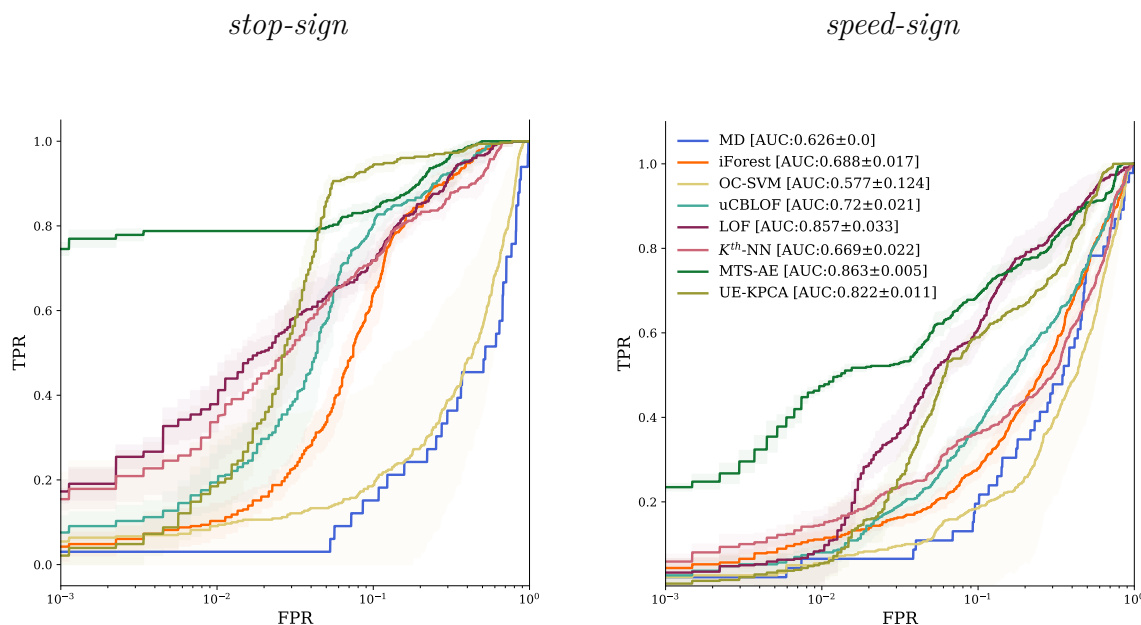 stop-sign
speed-sign
1.0
0.8
0.6
0.4
0.2
0.0
TPR
10⁻³
10⁻²
10⁻¹
10⁰
FPR
MD [AUC:0.626±0.0]
iForest [AUC:0.688±0.017]
OC-SVM [AUC:0.577±0.124]
uCBLOF [AUC:0.72±0.021]
LOF [AUC:0.857±0.033]
Kᵗʰ-NN [AUC:0.669±0.022]
MTS-AE [AUC:0.863±0.005]
UE-KPCA [AUC:0.822±0.011]
1.0
0.8
0.6
0.4
0.2
TPR
10⁻³
10⁻²
10⁻¹
10⁰
FPR